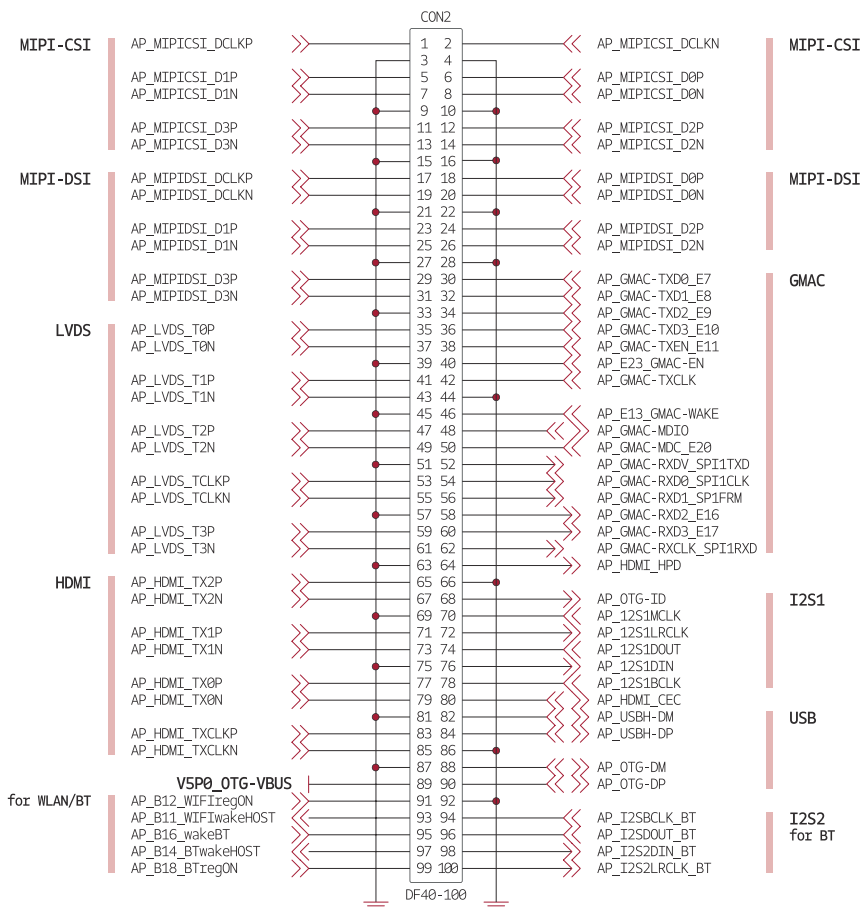 CON2
MIPI-CSI AP_MIPICSI_DCLKP 1 2 AP_MIPICSI_DCLKN MIPI-CSI
3 4
AP_MIPICSI_D1P 5 6 AP_MIPICSI_D0P
AP_MIPICSI_D1N 7 8 AP_MIPICSI_D0N
9 10
AP_MIPICSI_D3P 11 12 AP_MIPICSI_D2P
AP_MIPICSI_D3N 13 14 AP_MIPICSI_D2N
15 16
MIPI-DSI AP_MIPIDSI_DCLKP 17 18 AP_MIPIDSI_D0P MIPI-DSI
AP_MIPIDSI_DCLKN 19 20 AP_MIPIDSI_D0N
21 22
AP_MIPIDSI_D1P 23 24 AP_MIPIDSI_D2P
AP_MIPIDSI_D1N 25 26 AP_MIPIDSI_D2N
27 28
AP_MIPIDSI_D3P 29 30 AP_GMAC-TXD0_E7 GMAC
AP_MIPIDSI_D3N 31 32 AP_GMAC-TXD1_E8
33 34 AP_GMAC-TXD2_E9
LVDS AP_LVDS_T0P 35 36 AP_GMAC-TXD3_E10
AP_LVDS_T0N 37 38 AP_GMAC-TXEN_E11
39 40 AP_E23_GMAC-EN
AP_LVDS_T1P 41 42 AP_GMAC-TXCLK
AP_LVDS_T1N 43 44
45 46 AP_E13_GMAC-WAKE
AP_LVDS_T2P 47 48 AP_GMAC-MDIO
AP_LVDS_T2N 49 50 AP_GMAC-MDC_E20
51 52 AP_GMAC-RXDV_SPI1TXD
AP_LVDS_TCLKP 53 54 AP_GMAC-RXD0_SPI1CLK
AP_LVDS_TCLKN 55 56 AP_GMAC-RXD1_SP1FRM
57 58 AP_GMAC-RXD2_E16
AP_LVDS_T3P 59 60 AP_GMAC-RXD3_E17
AP_LVDS_T3N 61 62 AP_GMAC-RXCLK_SPI1RXD
63 64 AP_HDMI_HPD
HDMI AP_HDMI_TX2P 65 66
AP_HDMI_TX2N 67 68 AP_OTG-ID I2S1
69 70 AP_12S1MCLK
AP_HDMI_TX1P 71 72 AP_12S1LRCLK
AP_HDMI_TX1N 73 74 AP_12S1DOUT
75 76 AP_12S1DIN
AP_HDMI_TX0P 77 78 AP_12S1BCLK
AP_HDMI_TX0N 79 80 AP_HDMI_CEC
81 82 AP_USBH-DM USB
AP_HDMI_TXCLKP 83 84 AP_USBH-DP
AP_HDMI_TXCLKN 85 86
87 88 AP_OTG-DM
V5P0_OTG-VBUS 89 90 AP_OTG-DP
for WLAN/BT AP_B12_WIFIregON 91 92
AP_B11_WIFIwakeHOST 93 94 AP_I2SBCLK_BT I2S2
AP_B16_wakeBT 95 96 AP_I2SDOUT_BT for BT
AP_B14_BTwakeHOST 97 98 AP_I2S2DIN_BT
AP_B18_BTregON 99 100 AP_I2S2LRCLK_BT
DF40-100